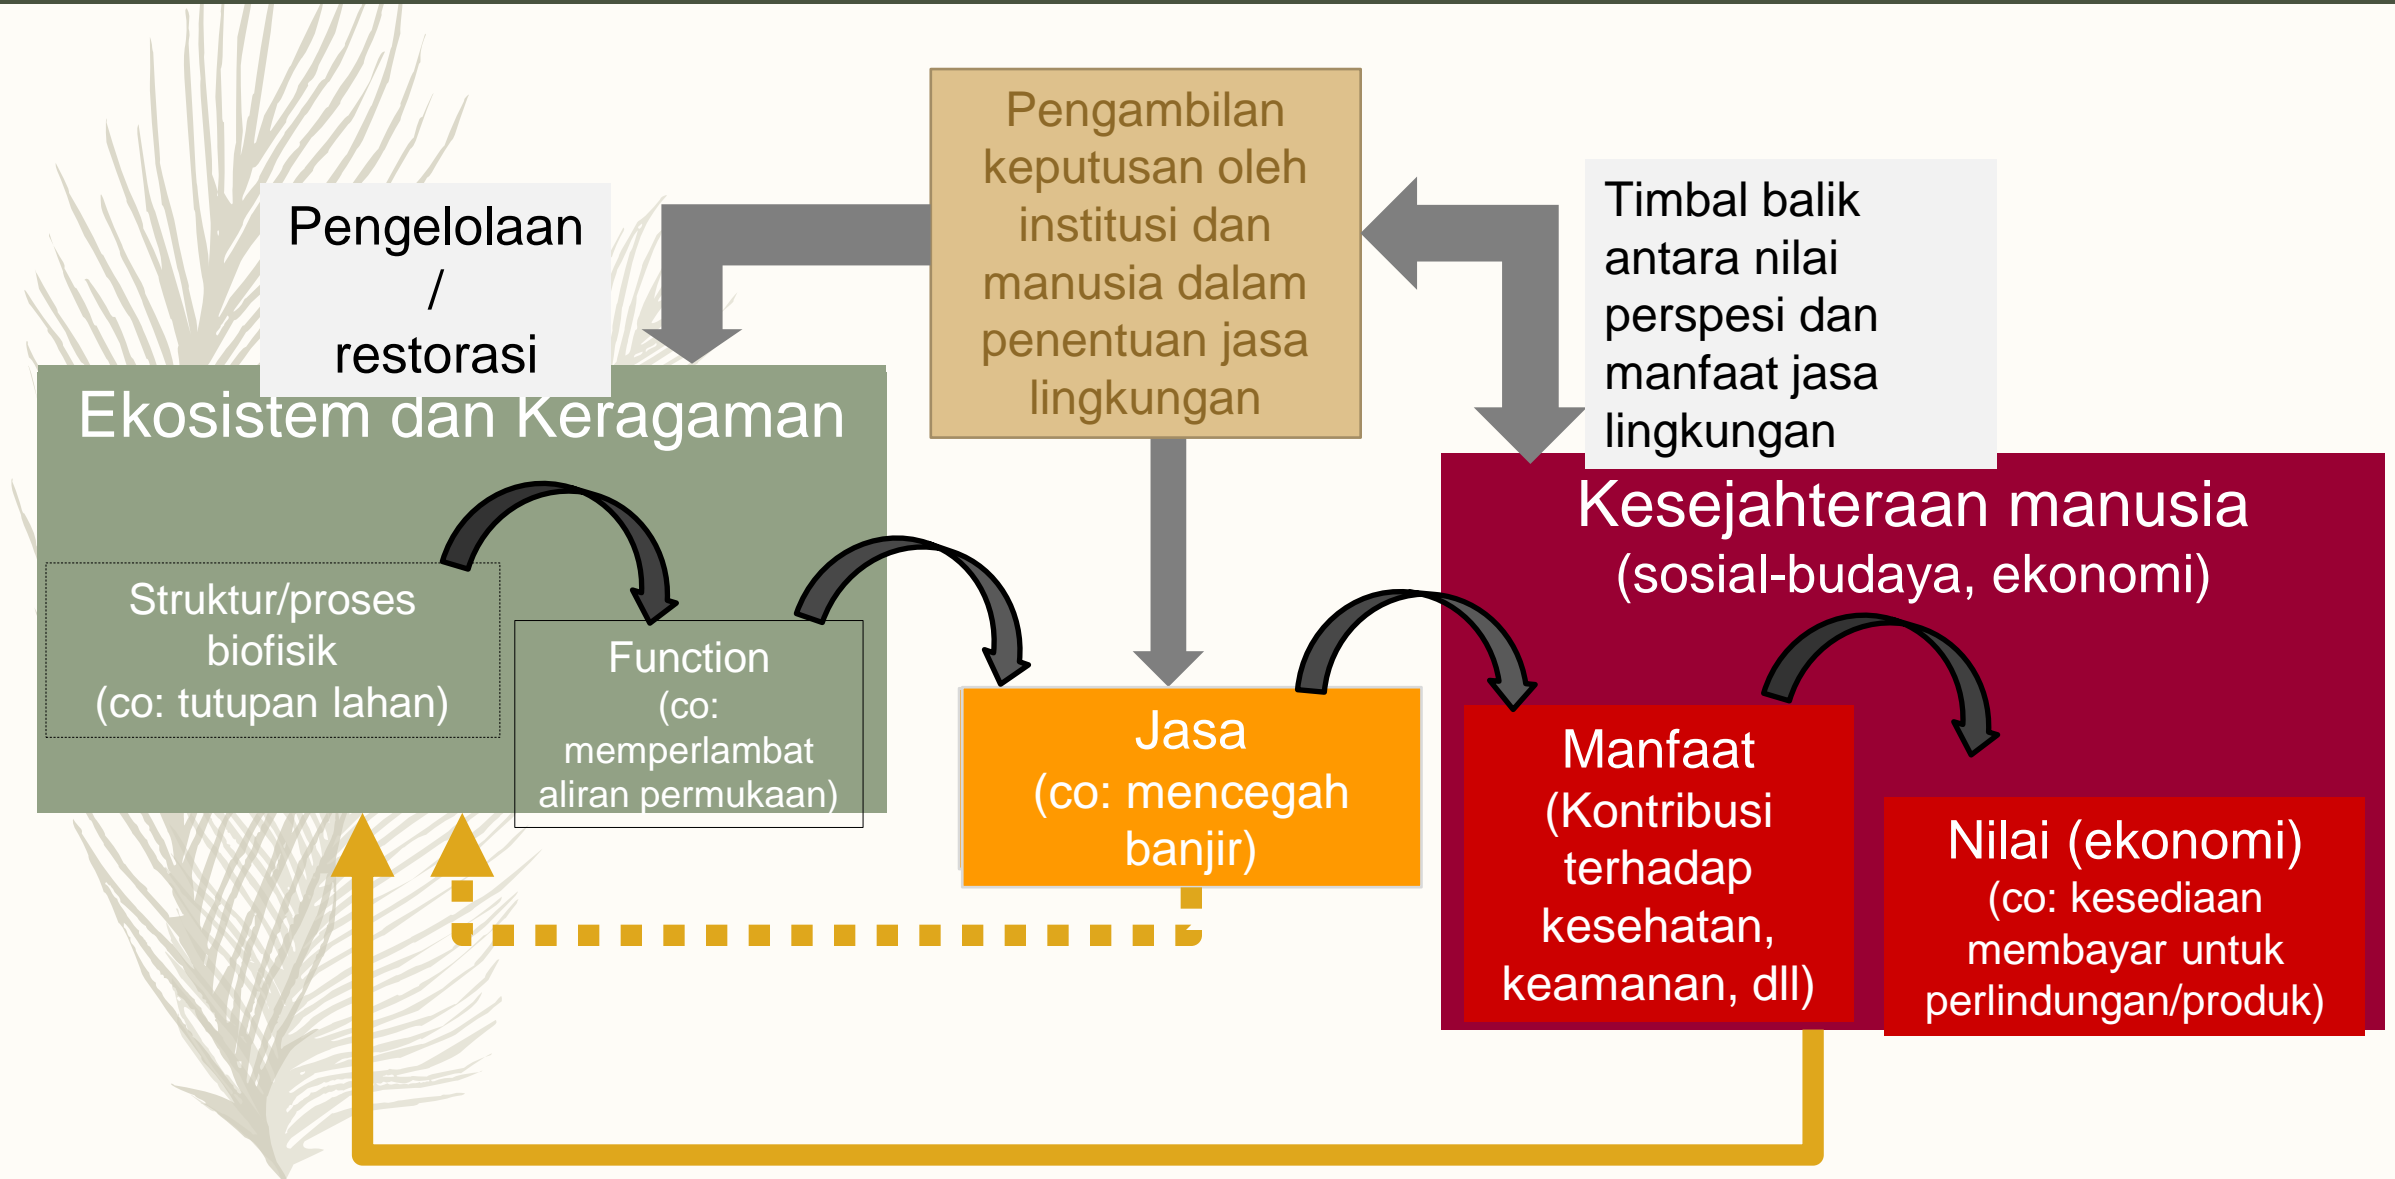 Pengambilan
keputusan oleh
institusi dan
manusia dalam
penentuan jasa
lingkungan
Pengelolaan
/
restorasi
Timbal balik
antara nilai
perspesi dan
manfaat jasa
lingkungan
Ekosistem dan Keragaman
Struktur/proses
biofisik
(co: tutupan lahan)
Function
(co:
memperlambat
aliran permukaan)
Jasa
(co: mencegah
banjir)
Kesejahteraan manusia
(sosial-budaya, ekonomi)
Manfaat
(Kontribusi
terhadap
kesehatan,
keamanan, dll)
Nilai (ekonomi)
(co: kesediaan
membayar untuk
perlindungan/produk)